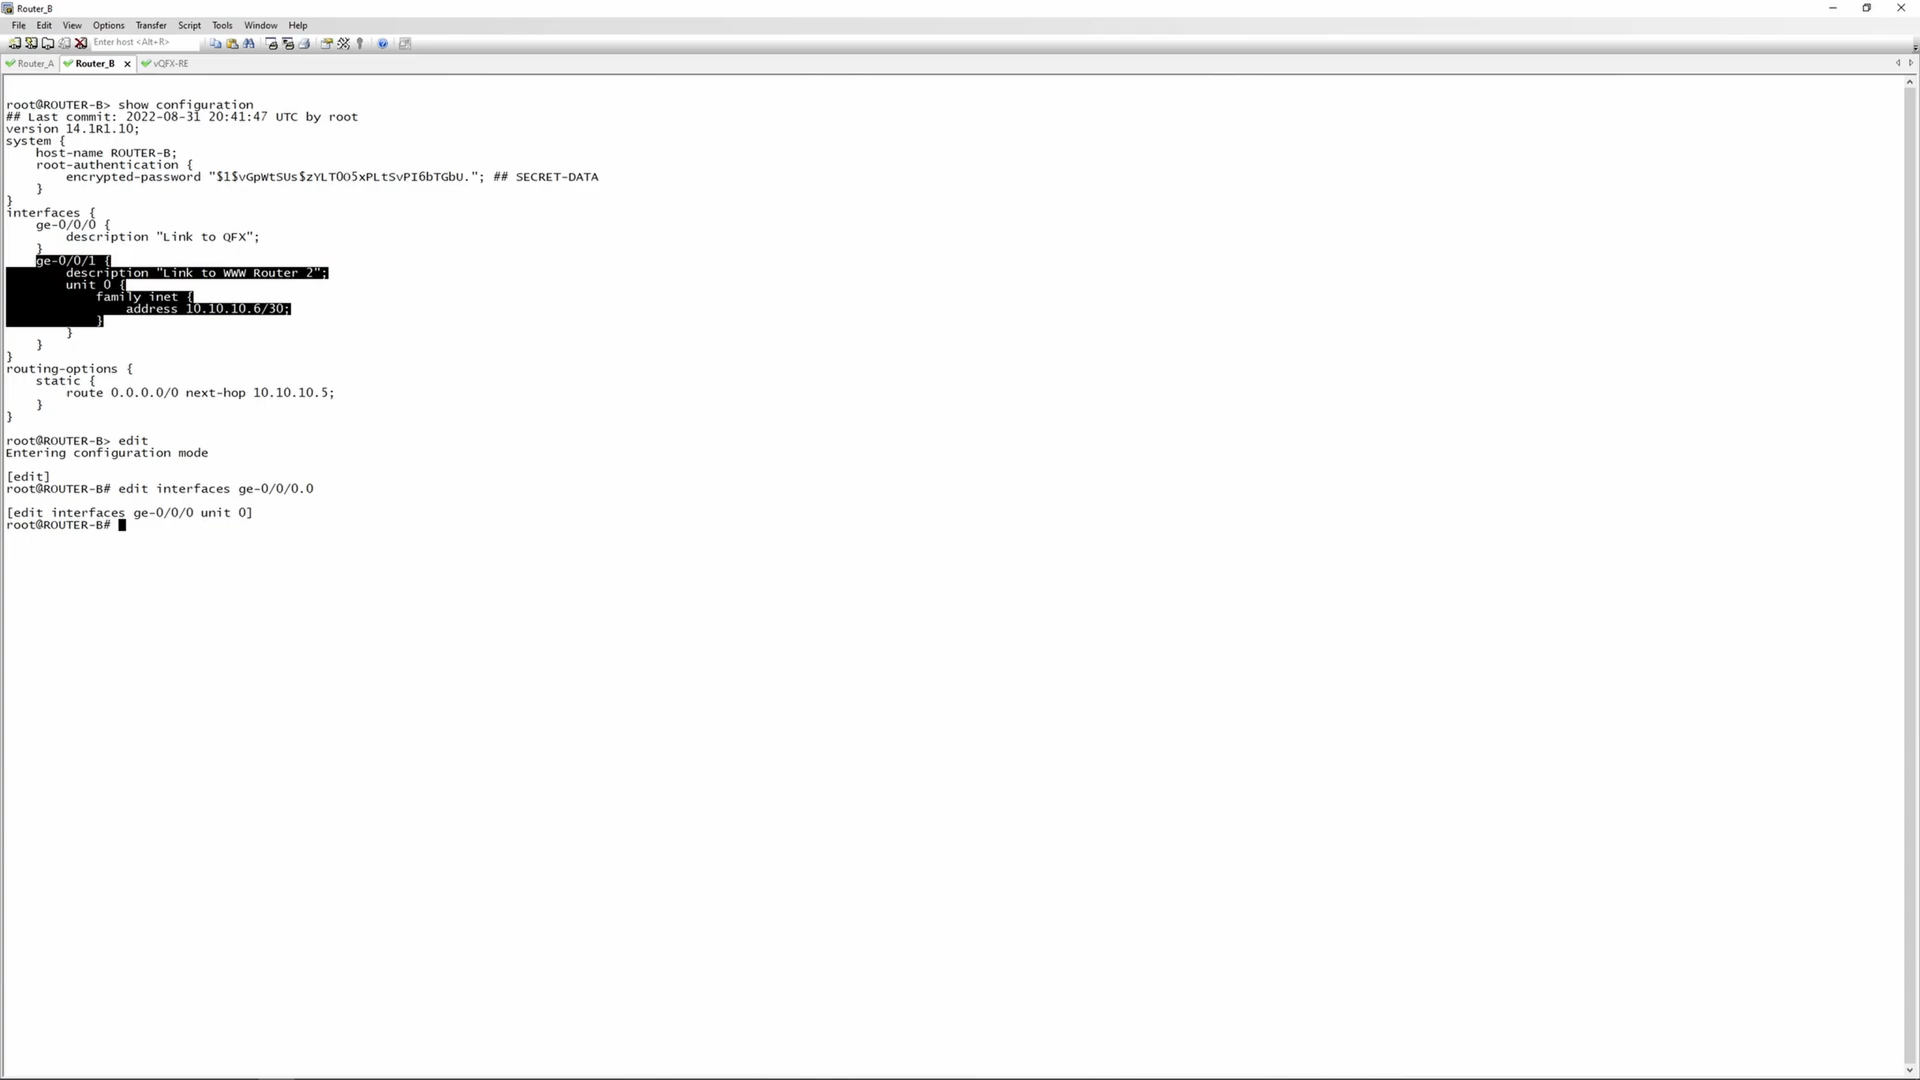 Router_B
File Edit View Options Transfer Script Tools Window Help
Enter host <Alt+R>
Router_A Router_B vQFX-RE
root@ROUTER-B> show configuration
## Last commit: 2022-08-31 20:41:47 UTC by root
version 14.1R1.10;
system {
    host-name ROUTER-B;
    root-authentication {
        encrypted-password "$1$vGpWtSUs$zYLTOO5xPLtSvPI6bTGbU."; ## SECRET-DATA
    }
}
interfaces {
    ge-0/0/0 {
        description "Link to QFX";
    }
    ge-0/0/1 {
        description "Link to WWW Router 2";
        unit 0 {
            family inet {
                address 10.10.10.6/30;
            }
        }
    }
}
routing-options {
    static {
        route 0.0.0.0/0 next-hop 10.10.10.5;
    }
}
root@ROUTER-B> edit
Entering configuration mode
[edit]
root@ROUTER-B# edit interfaces ge-0/0/0.0
[edit interfaces ge-0/0/0 unit 0]
root@ROUTER-B#